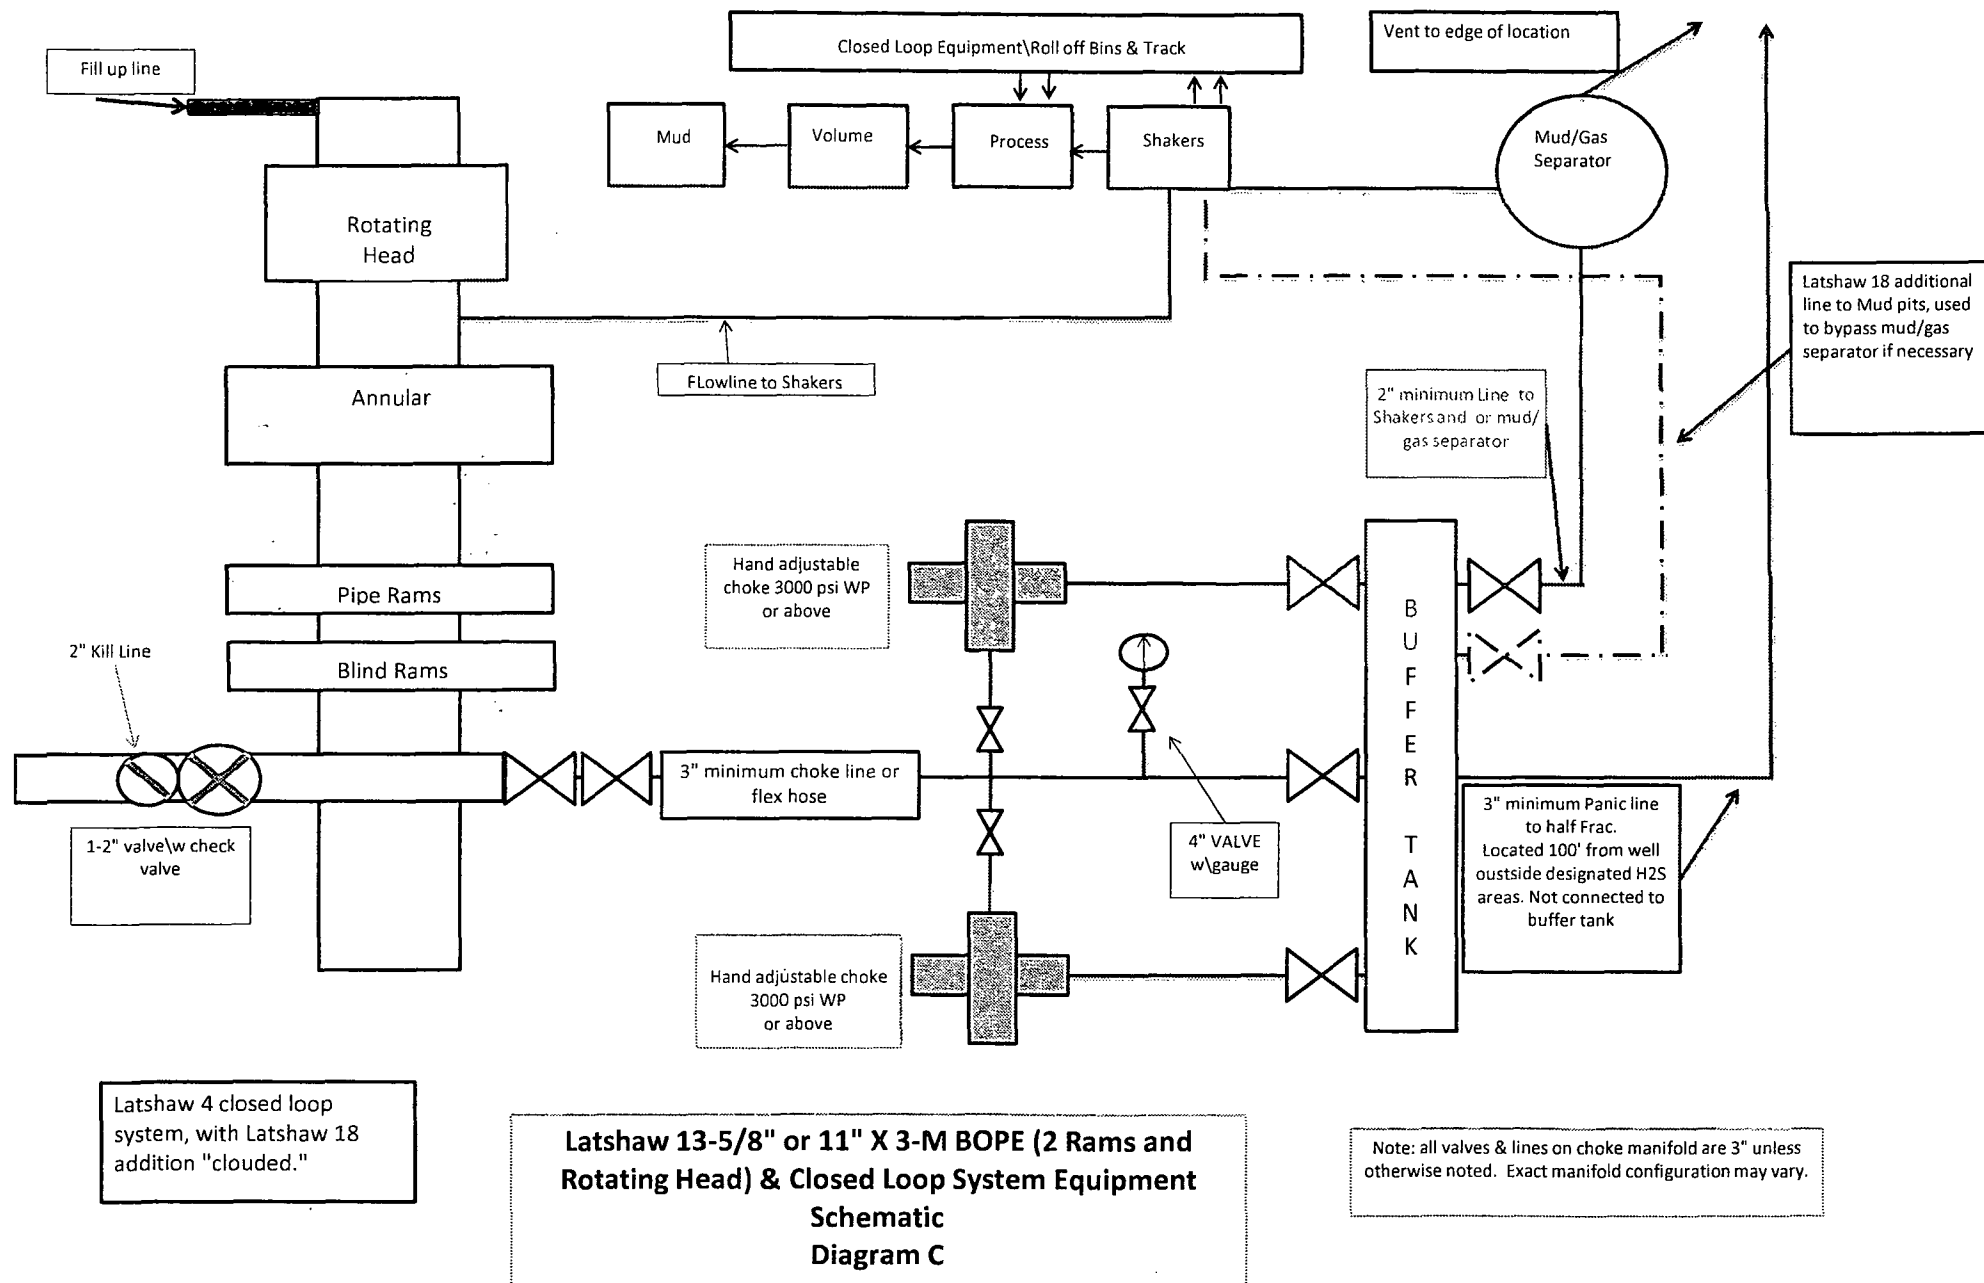 Fill up line
Closed Loop Equipment\Roll off Bins & Track
Vent to edge of location
Mud
Volume
Process
Shakers
Mud/Gas
Separator
Rotating
Head
Latshaw 18 additional
line to Mud pits, used
to bypass mud/gas
separator if necessary
FLowline to Shakers
Annular
2" minimum Line to
Shakers and or mud/
gas separator
Hand adjustable
choke 3000 psi WP
or above
Pipe Rams
Blind Rams
2" Kill Line
BUFFER TANK
3" minimum choke line or
flex hose
1-2" valve\w check
valve
4" VALVE
w\gauge
3" minimum Panic line
to half Frac.
Located 100' from well
oustside designated H2S
areas. Not connected to
buffer tank
Hand adjustable choke
3000 psi WP
or above
Latshaw 4 closed loop
system, with Latshaw 18
addition "clouded."
Latshaw 13-5/8" or 11" X 3-M BOPE (2 Rams and
Rotating Head) & Closed Loop System Equipment
Schematic
Diagram C
Note: all valves & lines on choke manifold are 3" unless
otherwise noted. Exact manifold configuration may vary.